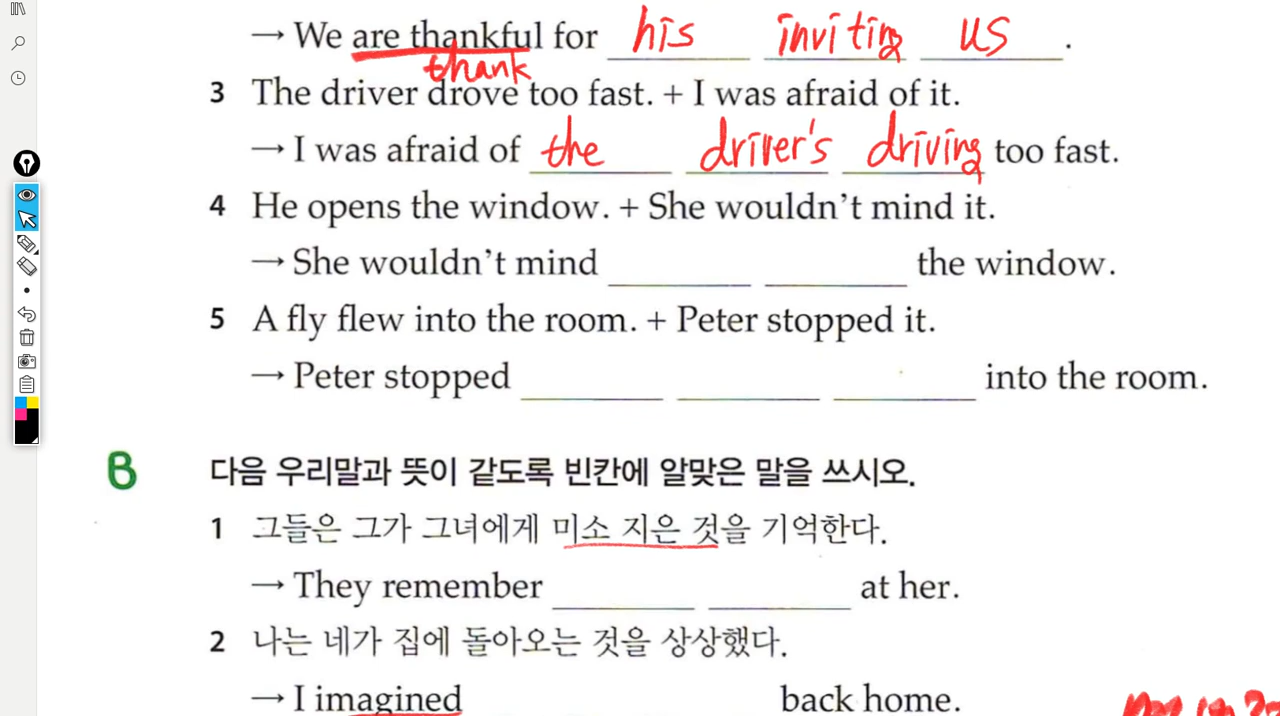 → We are thankful for his inviting us .
thank
3 The driver drove too fast. + I was afraid of it.
→ I was afraid of the driver's driving too fast.
4 He opens the window. + She wouldn't mind it.
→ She wouldn't mind the window.
5 A fly flew into the room. + Peter stopped it.
→ Peter stopped into the room.
B 다음 우리말과 뜻이 같도록 빈칸에 알맞은 말을 쓰시오.
1 그들은 그가 그녀에게 미소 지은 것을 기억한다.
→ They remember at her.
2 나는 네가 집에 돌아오는 것을 상상했다.
→ I imagined back home.